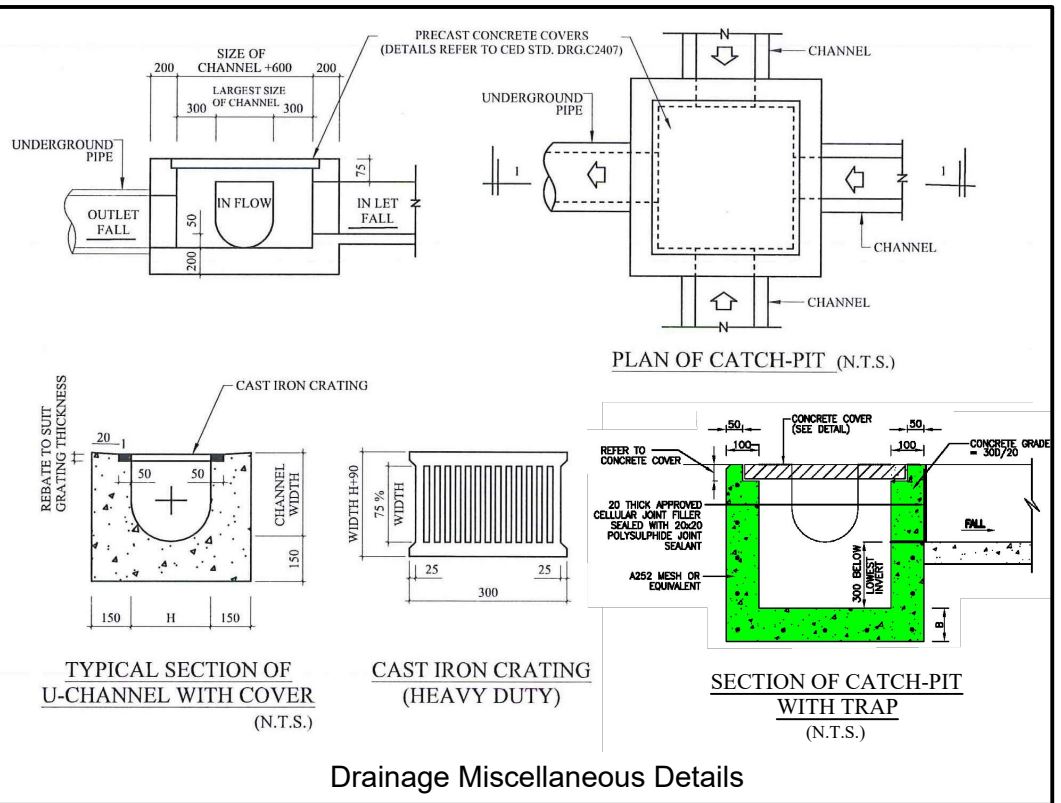 PRECAST CONCRETE COVERS
(DETAILS REFER TO CED STD. DRG.C2407)
SIZE OF
CHANNEL +600
200
200
LARGEST SIZE
OF CHANNEL
300
300
UNDERGROUND
PIPE
75
IN FLOW
IN LET
FALL
OUTLET
FALL
50
200
N
N
CHANNEL
UNDERGROUND
PIPE
1
1
N
CHANNEL
CHANNEL
N
PLAN OF CATCH-PIT (N.T.S.)
REBATE TO SUIT
GRATING THICKNESS
CAST IRON CRATING
20
1
50
50
CHANNEL
WIDTH
150
150
H
150
TYPICAL SECTION OF
U-CHANNEL WITH COVER
(N.T.S.)
WIDTH H+90
75 %
WIDTH
25
25
300
CAST IRON CRATING
(HEAVY DUTY)
50
CONCRETE COVER
(SEE DETAIL)
50
REFER TO
CONCRETE COVER
100
100
CONCRETE GRADE
= 30D/20
20 THICK APPROVED
CELLULAR JOINT FILLER
SEALED WITH 20x20
POLYSULPHIDE JOINT
SEALANT
FALL
A252 MESH OR
EQUIVALENT
300 BELOW
LOWEST
INVERT
B
SECTION OF CATCH-PIT
WITH TRAP
(N.T.S.)
Drainage Miscellaneous Details